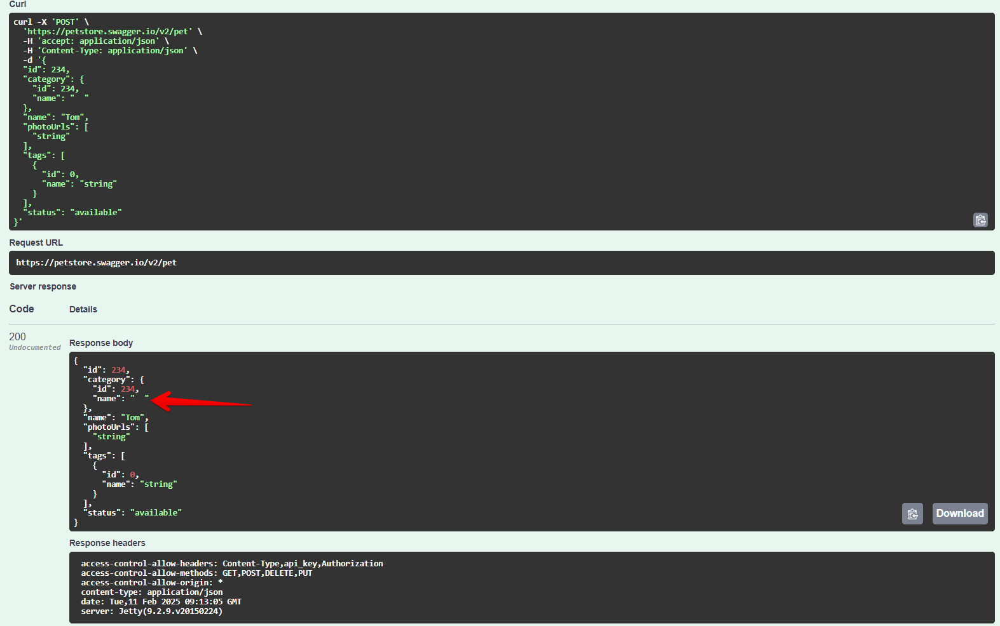 Curl
curl -X 'POST' \
  'https://petstore.swagger.io/v2/pet' \
  -H 'accept: application/json' \
  -H 'Content-Type: application/json' \
  -d '{
  "id": 234,
  "category": {
    "id": 234,
    "name": "  "
  },
  "name": "Tom",
  "photoUrls": [
    "string"
  ],
  "tags": [
    {
      "id": 0,
      "name": "string"
    }
  ],
  "status": "available"
}'
Request URL
https://petstore.swagger.io/v2/pet
Server response
Code Details
200
Undocumented
Response body
{
  "id": 234,
  "category": {
    "id": 234,
    "name": "  "
  },
  "name": "Tom",
  "photoUrls": [
    "string"
  ],
  "tags": [
    {
      "id": 0,
      "name": "string"
    }
  ],
  "status": "available"
}
Download
Response headers
access-control-allow-headers: Content-Type,api_key,Authorization
access-control-allow-methods: GET,POST,DELETE,PUT
access-control-allow-origin: *
content-type: application/json
date: Tue,11 Feb 2025 09:13:05 GMT
server: Jetty(9.2.9.v20150224)